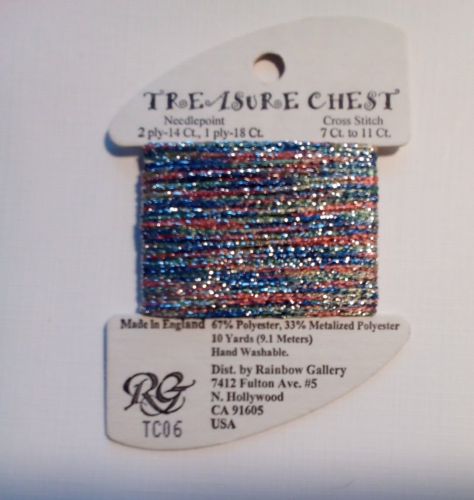 TREASURE CHEST
Needlepoint
2 ply-14 Ct., 1 ply-18 Ct.
Cross Stitch
7 Ct. to 11 Ct.
Made in England
67% Polyester, 33% Metalized Polyester
10 Yards (9.1 Meters)
Hand Washable.
Dist. by Rainbow Gallery
7412 Fulton Ave. #5
N. Hollywood
CA 91605
USA
RG
TC06